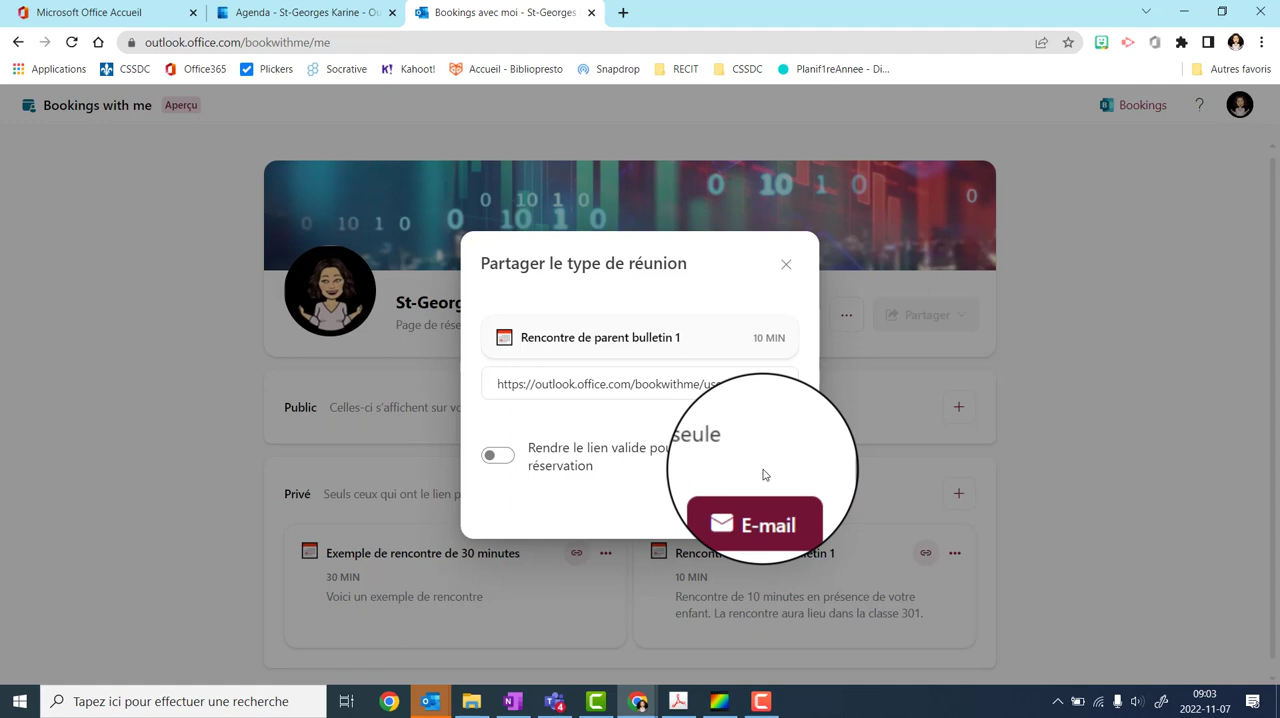 Microsoft Office Accueil
Agenda - St-Georges Karine - Ou
Bookings avec moi - St-Georges
outlook.office.com/bookwithme/me
Applications
CSSDC
Office365
Plickers
Socrative
Kahoot!
Accueil - Bibliopresto
Snapdrop
RECIT
CSSDC
Planif1reAnnee - Di...
Autres favoris
Bookings with me
Aperçu
Bookings
?
0 10 1 0 0 10 1 0
0 10 1 0
0 10 1 0
0
Partager le type de réunion
St-Georg
Page de rése
...
Partager
Rencontre de parent bulletin 1
10 MIN
https://outlook.office.com/bookwithme/use
Public
Celles-ci s'affichent sur vo
seule
Rendre le lien valide pou
réservation
Privé
Seuls ceux qui ont le lien p
E-mail
Exemple de rencontre de 30 minutes
30 MIN
Voici un exemple de rencontre
10 MIN
Rencontre de 10 minutes en présence de votre
enfant. La rencontre aura lieu dans la classe 301.
Tapez ici pour effectuer une recherche
09:03
2022-11-07